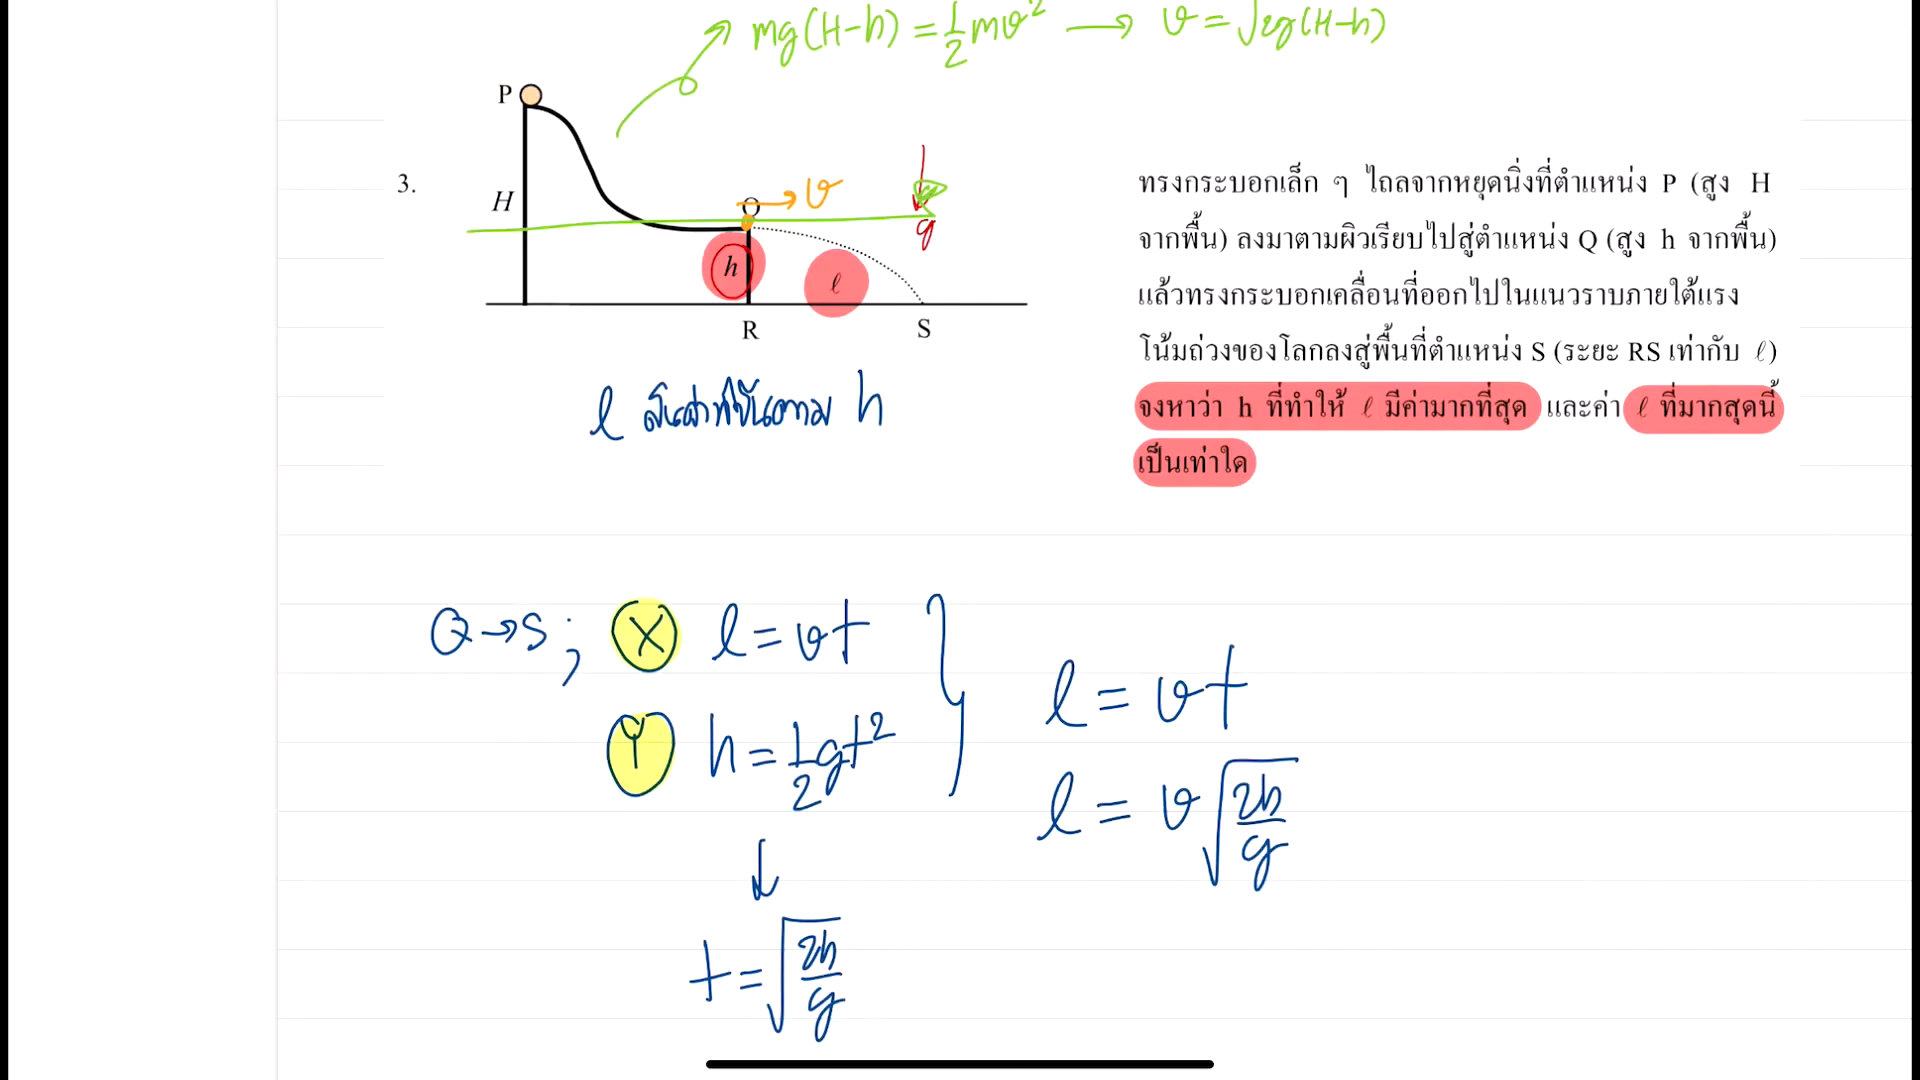 mg(H-h) = 1/2 mv² → v = √2g(H-h)
P
3.
H
Q
v
g
h
ℓ
R
S
ทรงกระบอกเล็ก ๆ ไถลจากหยุดนิ่งที่ตำแหน่ง P (สูง H
จากพื้น) ลงมาตามผิวเรียบไปสู่ตำแหน่ง Q (สูง h จากพื้น)
แล้วทรงกระบอกเคลื่อนที่ออกไปในแนวราบภายใต้แรง
โน้มถ่วงของโลกลงสู่พื้นที่ตำแหน่ง S (ระยะ RS เท่ากับ ℓ)
จงหาว่า h ที่ทำให้ ℓ มีค่ามากที่สุด และค่า ℓ ที่มากสุดนี้
เป็นเท่าใด
ℓ h
Q→S; X ℓ = vt
Y h = 1/2 gt²
↓
t = √2h/g
ℓ = vt
ℓ = v√2h/g